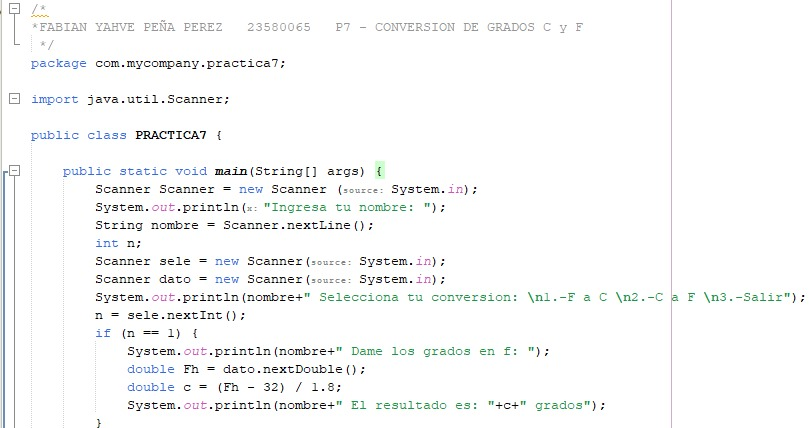 /*
*FABIAN YAHVE PEÑA PEREZ   23580065   P7 - CONVERSION DE GRADOS C y F
 */
package com.mycompany.practica7;

import java.util.Scanner;

public class PRACTICA7 {

    public static void main(String[] args) {
        Scanner Scanner = new Scanner (source: System.in);
        System.out.println(x: "Ingresa tu nombre: ");
        String nombre = Scanner.nextLine();
        int n;
        Scanner sele = new Scanner(source: System.in);
        Scanner dato = new Scanner(source: System.in);
        System.out.println(nombre+" Selecciona tu conversion: \n1.-F a C \n2.-C a F \n3.-Salir");
        n = sele.nextInt();
        if (n == 1) {
            System.out.println(nombre+" Dame los grados en f: ");
            double Fh = dato.nextDouble();
            double c = (Fh - 32) / 1.8;
            System.out.println(nombre+" El resultado es: "+c+" grados");
        }